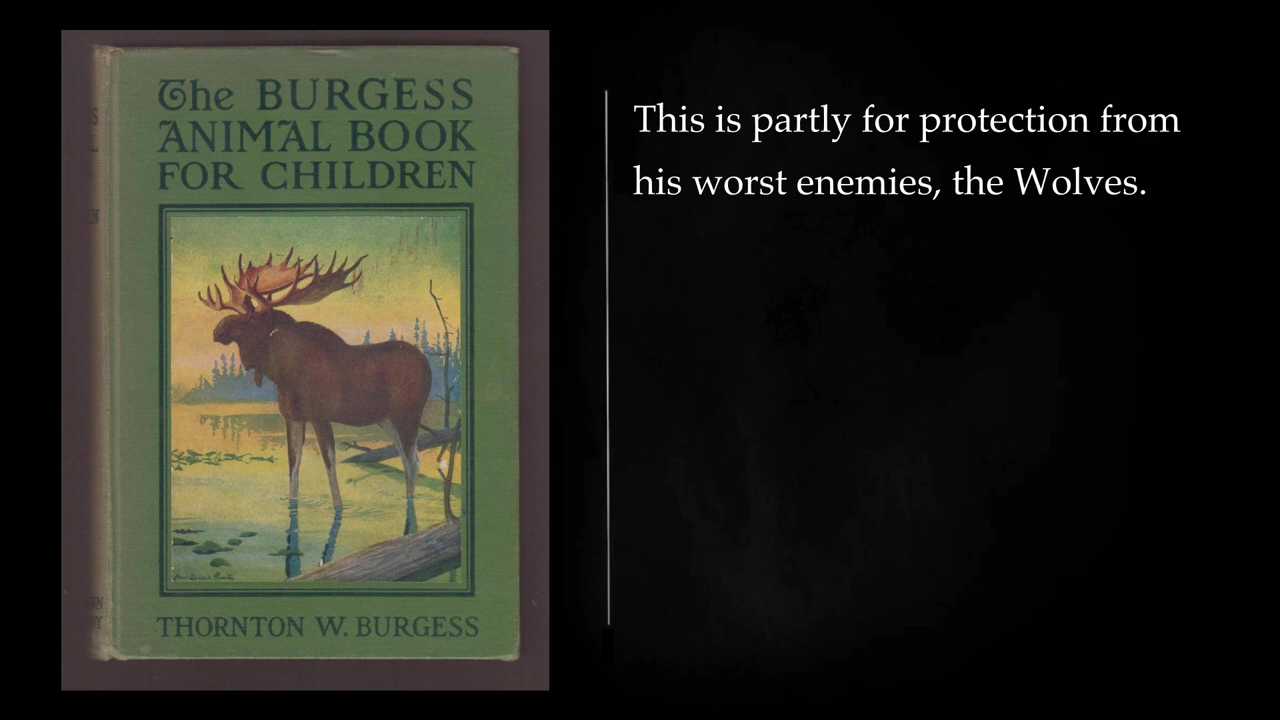 The BURGESS
ANIMAL BOOK
FOR CHILDREN
THORNTON W. BURGESS
This is partly for protection from
his worst enemies, the Wolves.